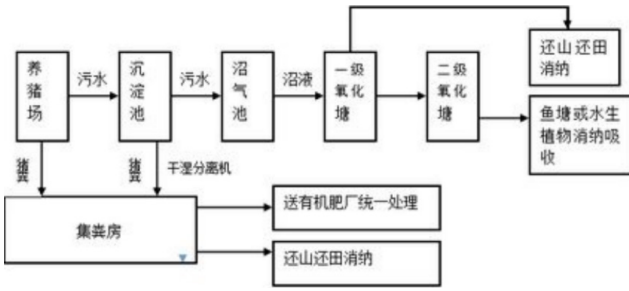 养猪场
污水
沉淀池
污水
沼气池
沼液
一级氧化塘
二级氧化塘
还山还田
消纳
鱼塘或水生
植物消纳吸
收
猪粪
猪粪
干湿分离机
集粪房
送有机肥厂统一处理
还山还田消纳